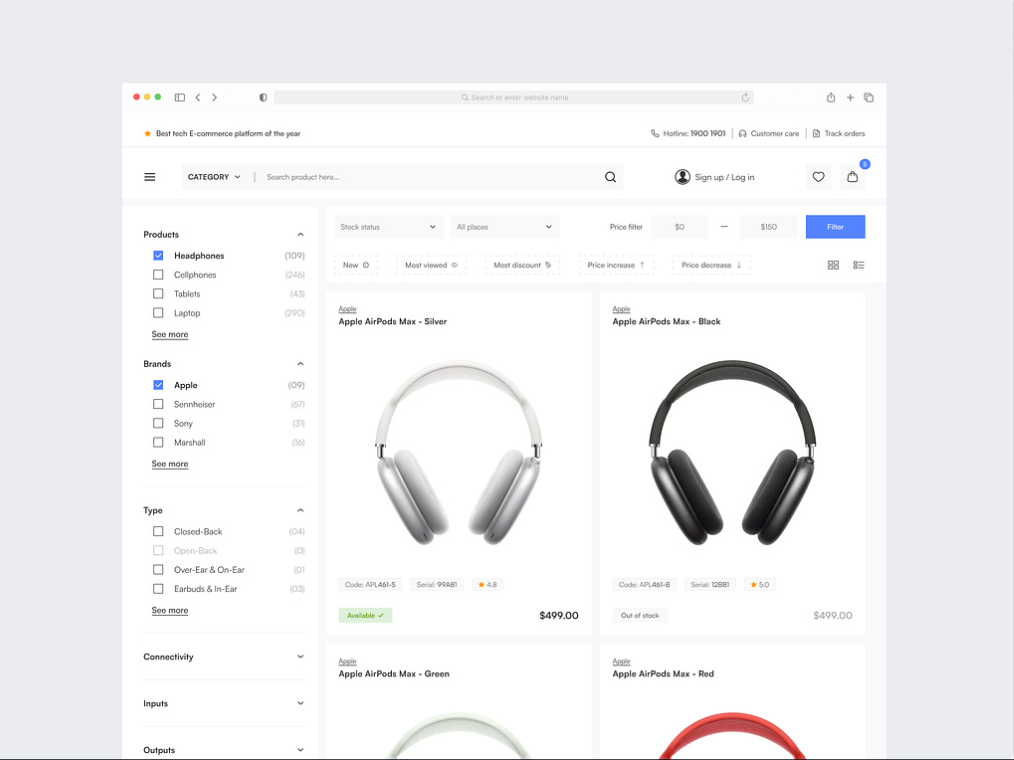 Search or enter website name
Best tech E-commerce platform of the year
Hotline: 1900 1901
Customer care
Track orders
CATEGORY
Search product here...
Sign up / Log in
5
Products
Headphones (109)
Cellphones (246)
Tablets (43)
Laptop (290)
See more
Brands
Apple (09)
Sennheiser (67)
Sony (31)
Marshall (16)
See more
Type
Closed-Back (04)
Open-Back (0)
Over-Ear & On-Ear (01
Earbuds & In-Ear (03)
See more
Connectivity
Inputs
Outputs
Stock status
All places
Price filter
$0 — $150
Filter
New
Most viewed
Most discount
Price increase ↑
Price decrease ↓
Apple
Apple AirPods Max - Silver
Code: APL461-S
Serial: 99A81
4.8
Available
$499.00
Apple
Apple AirPods Max - Black
Code: APL461-B
Serial: 12B81
5.0
Out of stock
$499.00
Apple
Apple AirPods Max - Green
Apple
Apple AirPods Max - Red